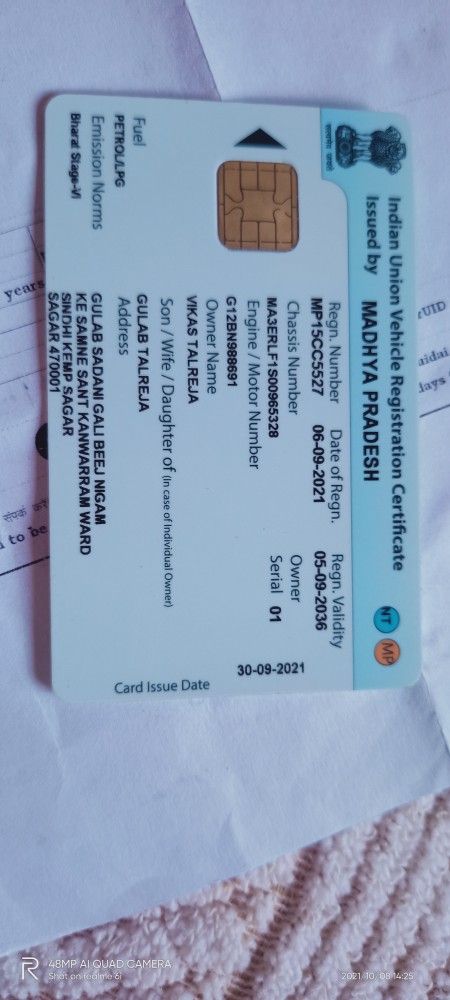 Indian Union Vehicle Registration Certificate
Issued by MADHYA PRADESH
NT MP
सत्यमेव जयते
Regn. Number Date of Regn. Regn. Validity
MP15CC5527 06-09-2021 05-09-2036
Chassis Number Owner
MA3ERLF1S00965328 Serial 01
Engine / Motor Number
G12BN988691
Owner Name
VIKAS TALREJA
Son / Wife / Daughter of (In case of Individual Owner)
GULAB TALREJA
Address
GULAB SADANI GALI BEEJ NIGAM
KE SAMNE SANT KANWARRAM WARD
SINDHI KEMP SAGAR
SAGAR 470001
Fuel
PETROL/LPG
Emission Norms
Bharat Stage-VI
30-09-2021
Card Issue Date
years
संपर्क करें
to be
R 48MP AI QUAD CAMERA
Shot on realme 6i
2021.10.08 14:25